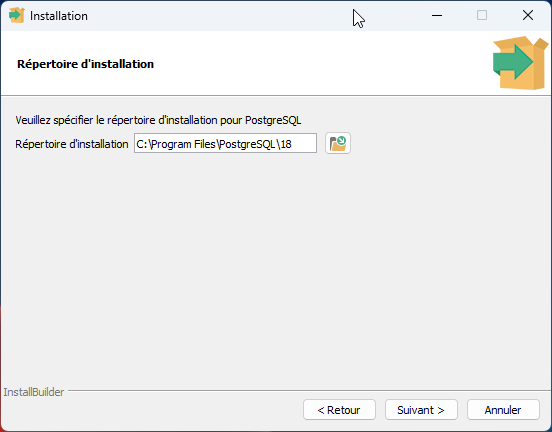 Installation
Répertoire d'installation
Veuillez spécifier le répertoire d'installation pour PostgreSQL
Répertoire d'installation C:\Program Files\PostgreSQL\18
InstallBuilder
< Retour Suivant > Annuler